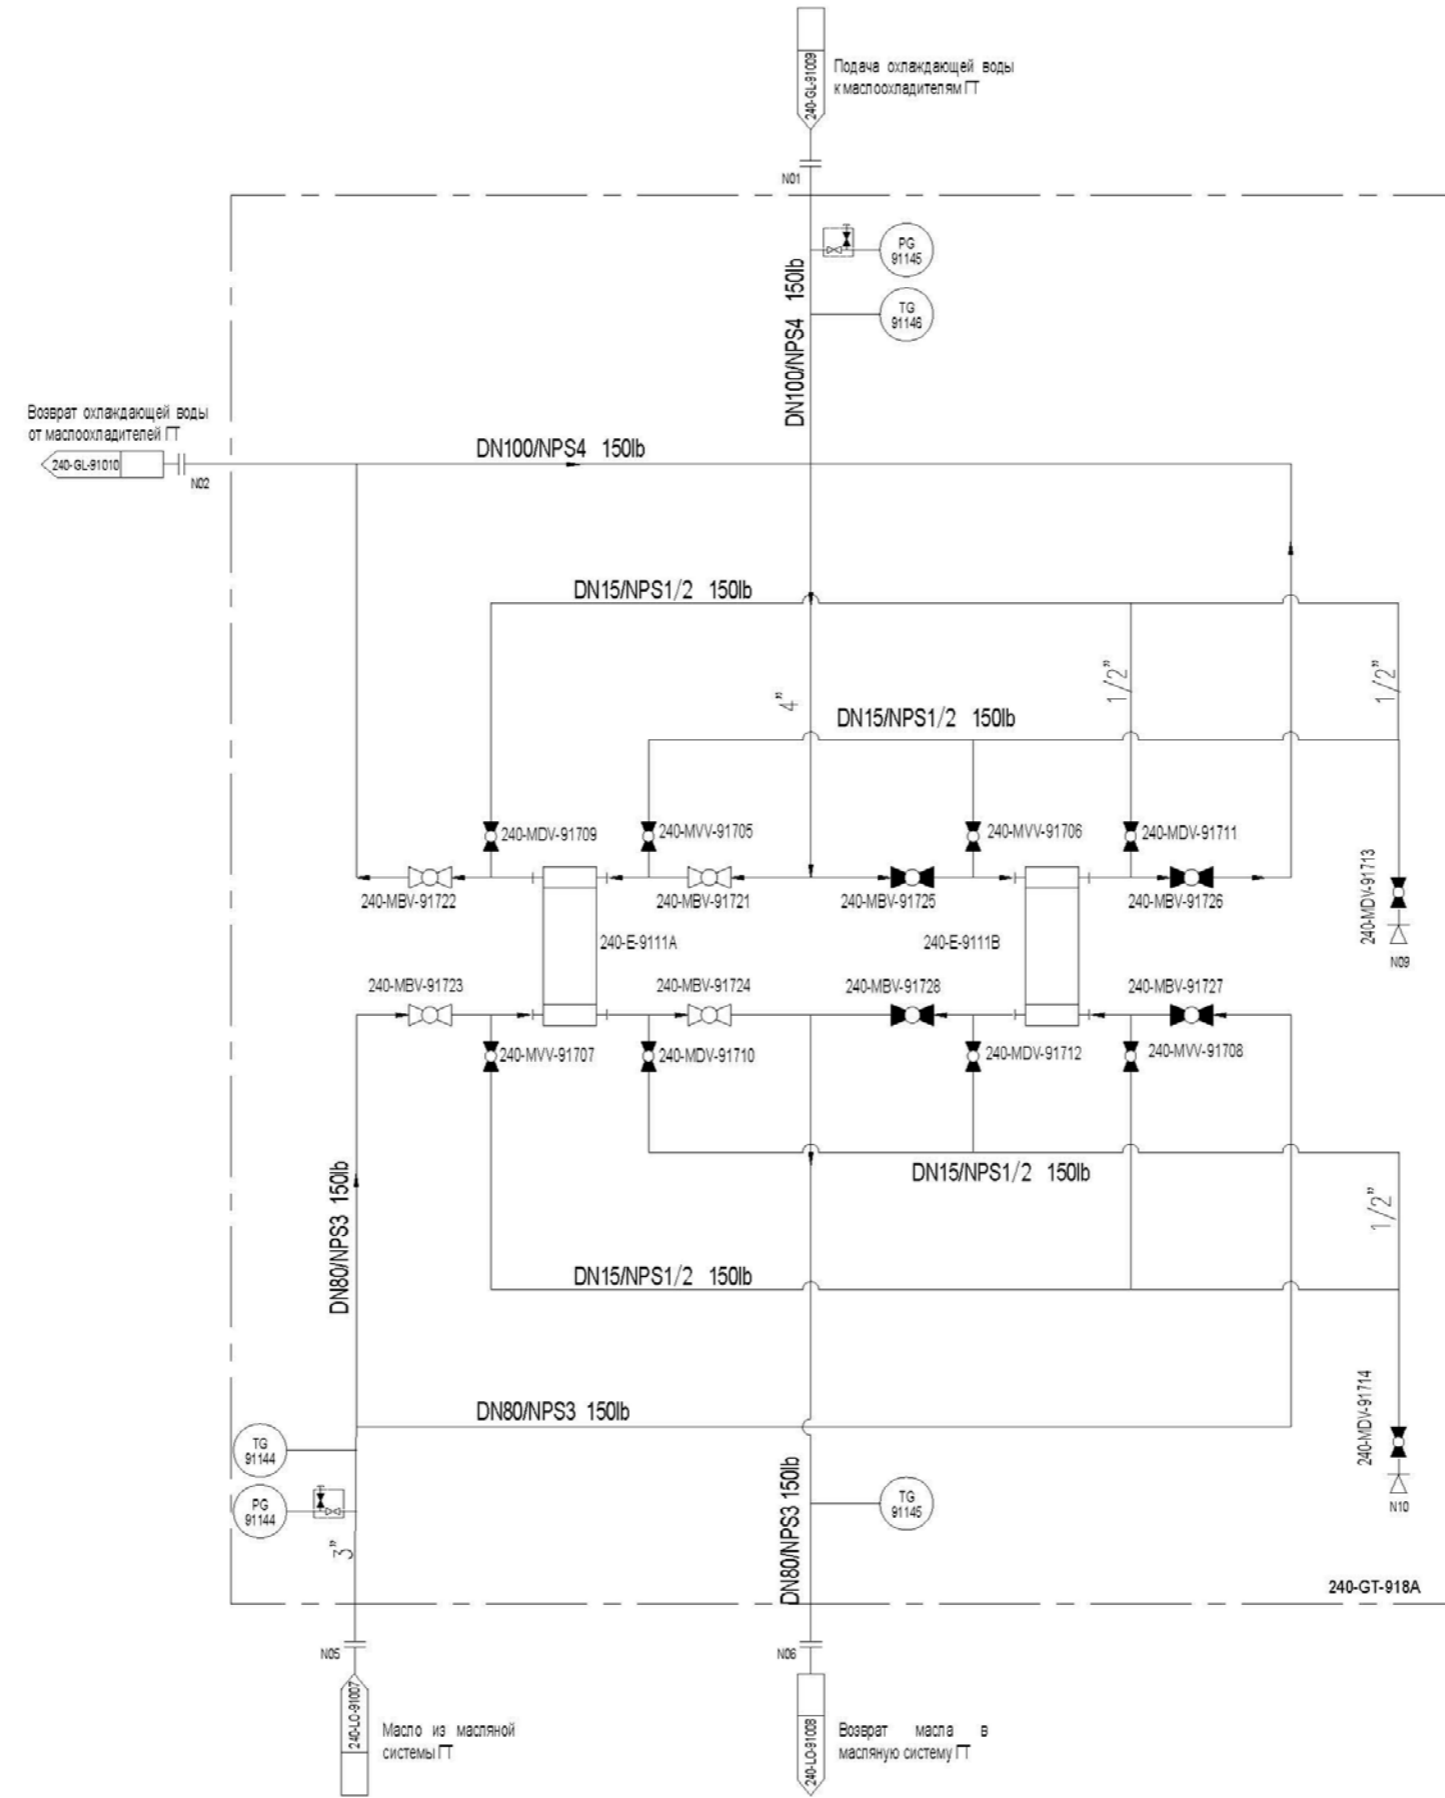 240-GL-91009
Подача охлаждающей воды
к маслоохладителям ГТ
N01
PG
91145
TG
91146
DN100/NPS4 150lb
Возврат охлаждающей воды
от маслоохладителей ГТ
240-GL-91010
N02
DN100/NPS4 150lb
DN15/NPS1/2 150lb
4”
1/2”
1/2”
DN15/NPS1/2 150lb
240-MDV-91709
240-MVV-91705
240-MVV-91706
240-MDV-91711
240-MBV-91722
240-MBV-91721
240-MBV-91725
240-MBV-91726
240-MDV-91713
N09
240-E-9111A
240-E-9111B
240-MBV-91723
240-MBV-91724
240-MBV-91728
240-MBV-91727
240-MVV-91707
240-MDV-91710
240-MDV-91712
240-MVV-91708
DN15/NPS1/2 150lb
1/2”
DN80/NPS3 150lb
DN15/NPS1/2 150lb
240-MDV-91714
N10
DN80/NPS3 150lb
TG
91144
PG
91144
3”
DN80/NPS3 150lb
TG
91145
240-GT-918A
N05
N06
240-LO-91007
Масло из масляной
системы ГТ
240-LO-91008
Возврат масла в
масляную систему ГТ